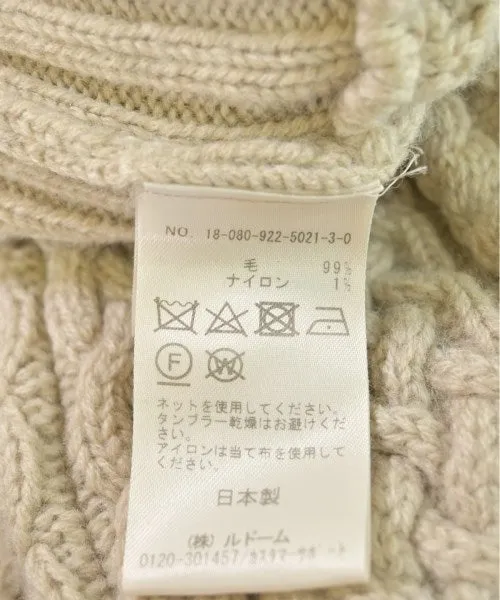 NO. 18-080-922-5021-3-0
毛 99%
ナイロン 1%
F W
ネットを使用してください。
タンブラー乾燥はお避けくだ
さい。
アイロンは当て布を使用して
ください。
日本製
(株) ルドーム
0120-301457/カスタマーサポート